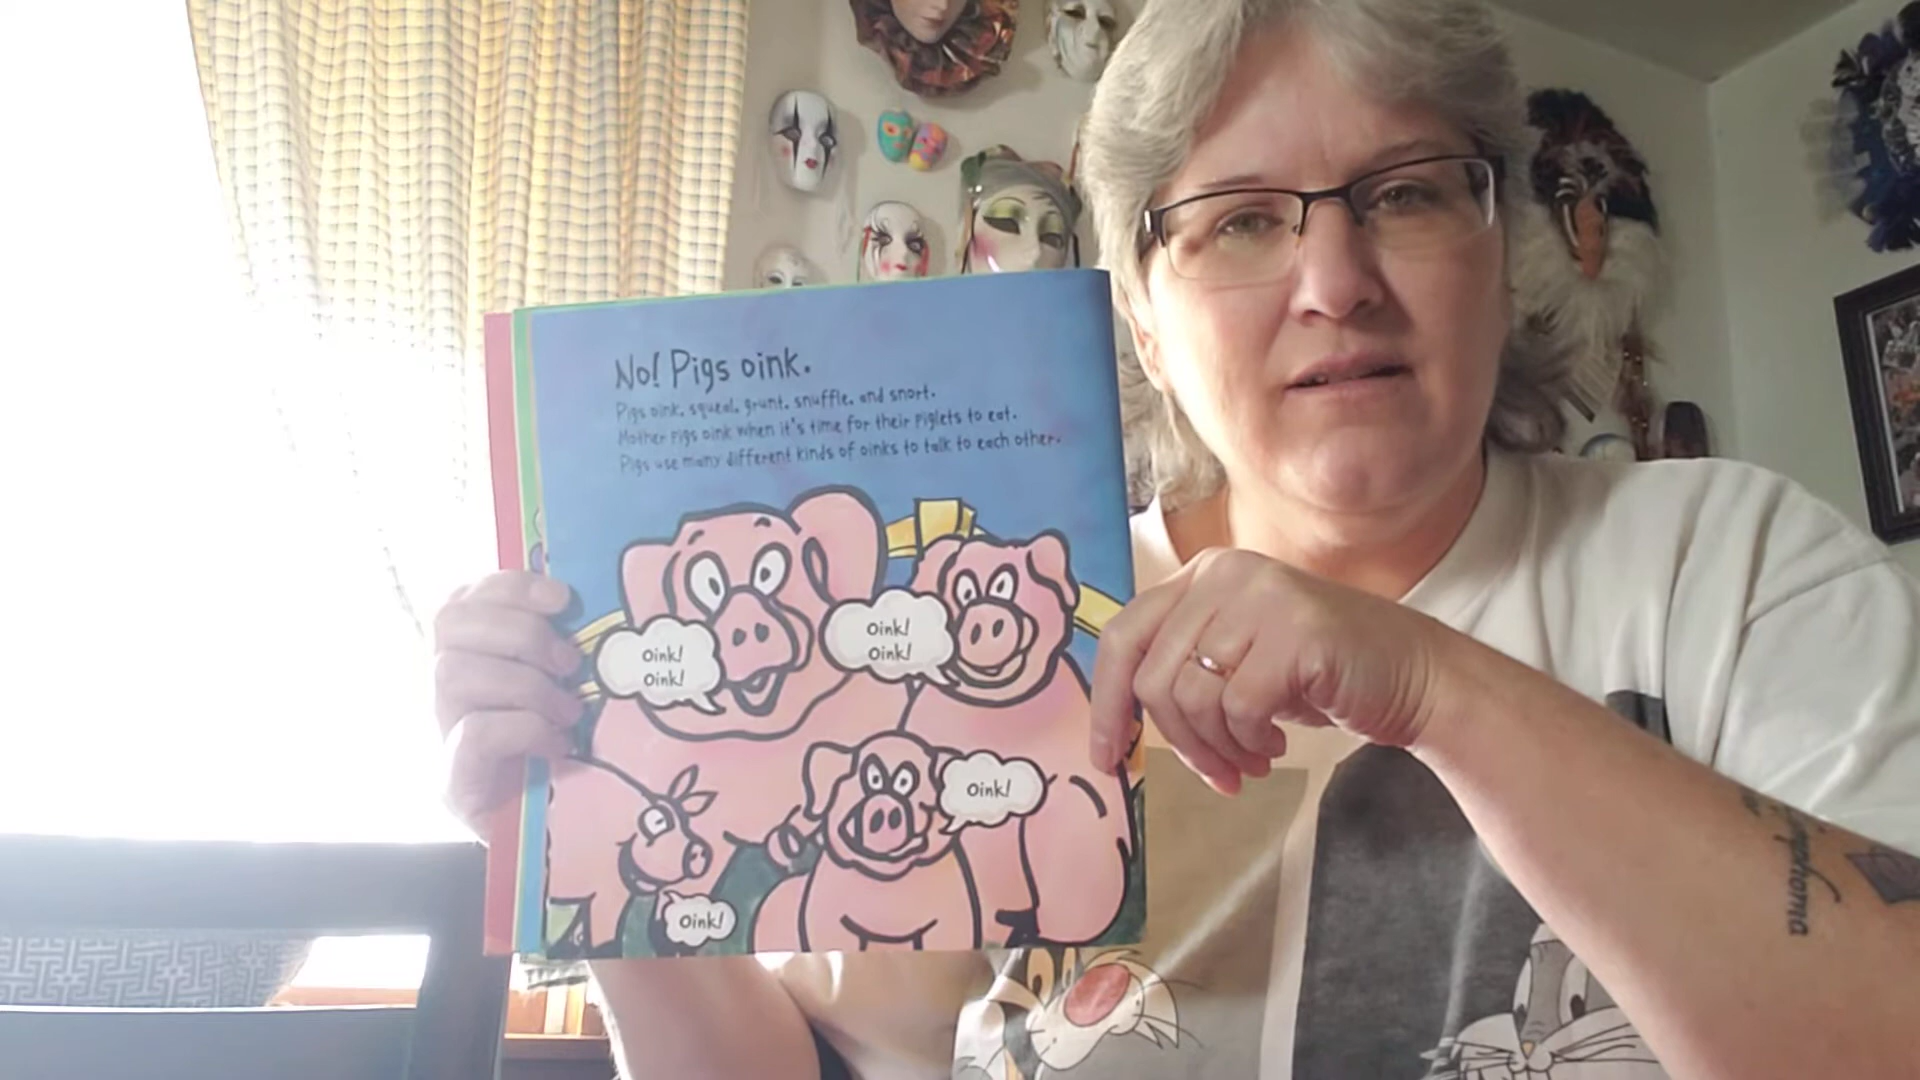 No! Pigs oink.
Pigs oink, squeal, grunt, snuffle, and snort.
Mother pigs oink when it's time for their piglets to eat.
Pigs use many different kinds of oinks to talk to each other.
Oink!
Oink!
Oink!
Oink!
Oink!
Oink!